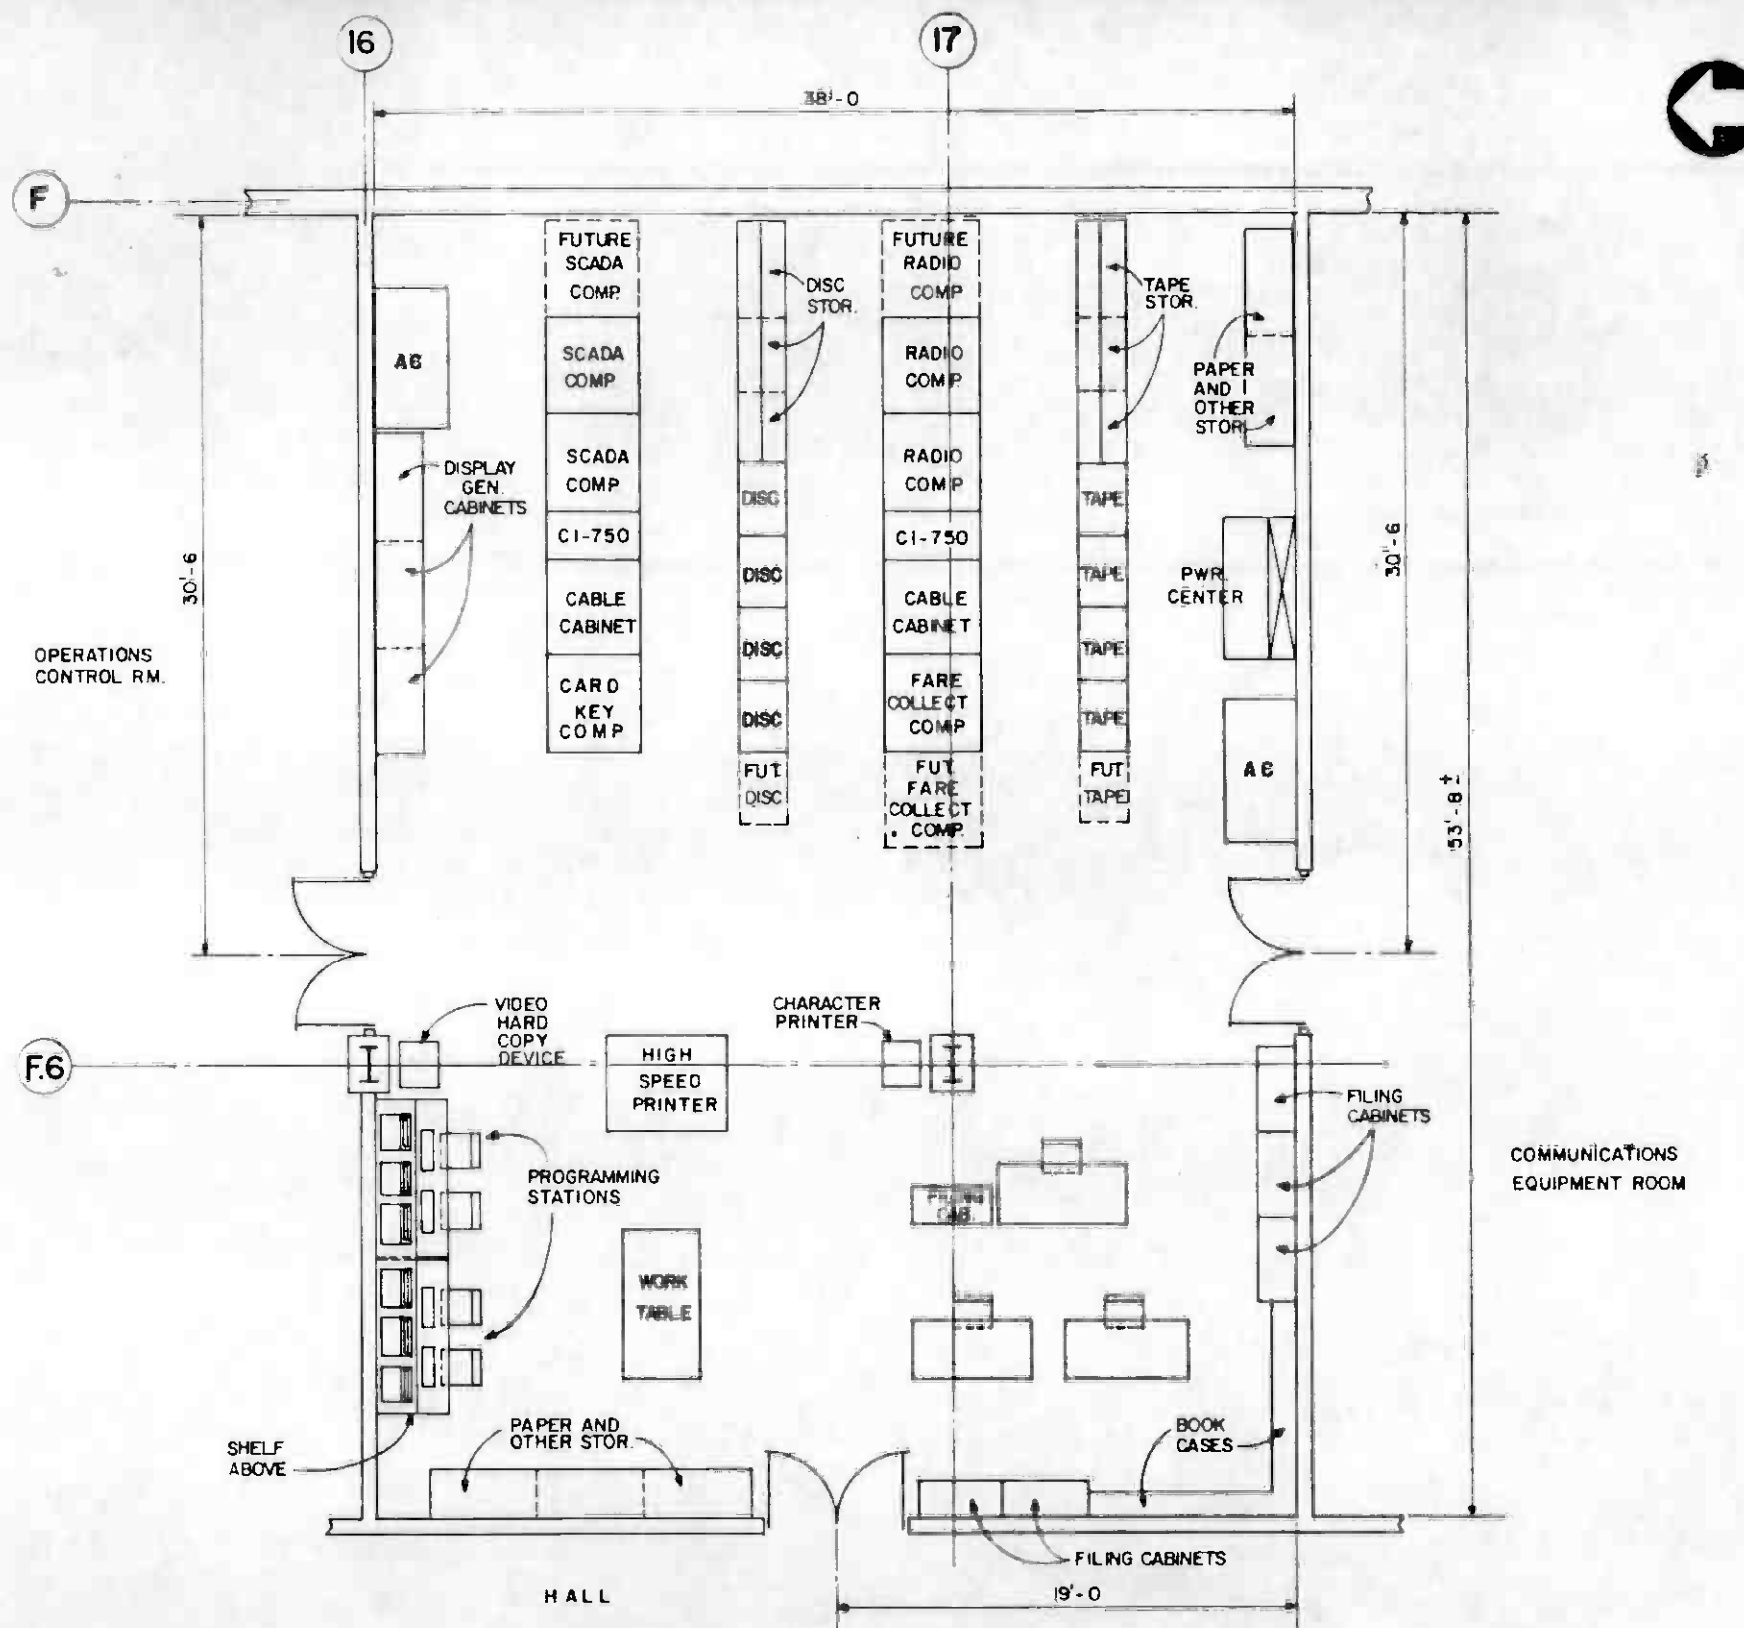 16
17
38'-0
F
FUTURE
SCADA
COMP.
FUTURE
RADIO
COMP
DISC
STOR.
TAPE
STOR.
AC
SCADA
COMP
RADIO
COMP.
PAPER
AND
OTHER
STOR.
DISPLAY
GEN.
CABINETS
SCADA
COMP
RADIO
COMP
DISC
TAPE
CI-750
CI-750
30'-6
30'-6
DISC
TAPE
PWR.
CENTER
CABLE
CABINET
CABLE
CABINET
DISC
TAPE
OPERATIONS
CONTROL RM.
CARD
KEY
COMP
FARE
COLLECT
COMP
DISC
TAPE
FUT
DISC
FUT
FARE
COLLECT
COMP.
FUT
TAPE
AC
53'-8±
VIDEO
HARD
COPY
DEVICE
CHARACTER
PRINTER
F.6
HIGH
SPEED
PRINTER
FILING
CABINETS
PROGRAMMING
STATIONS
FILING
CAB.
COMMUNICATIONS
EQUIPMENT ROOM
WORK
TABLE
SHELF
ABOVE
PAPER AND
OTHER STOR.
BOOK
CASES
FILING CABINETS
HALL
19'-0